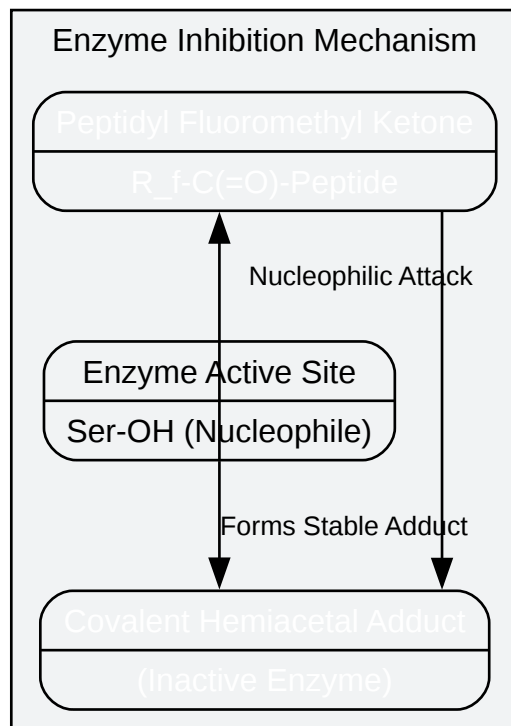 Enzyme Inhibition Mechanism
Peptidyl Fluoromethyl Ketone
R_f-C(=O)-Peptide
Nucleophilic Attack
Enzyme Active Site
Ser-OH (Nucleophile)
Forms Stable Adduct
Covalent Hemiacetal Adduct
(Inactive Enzyme)